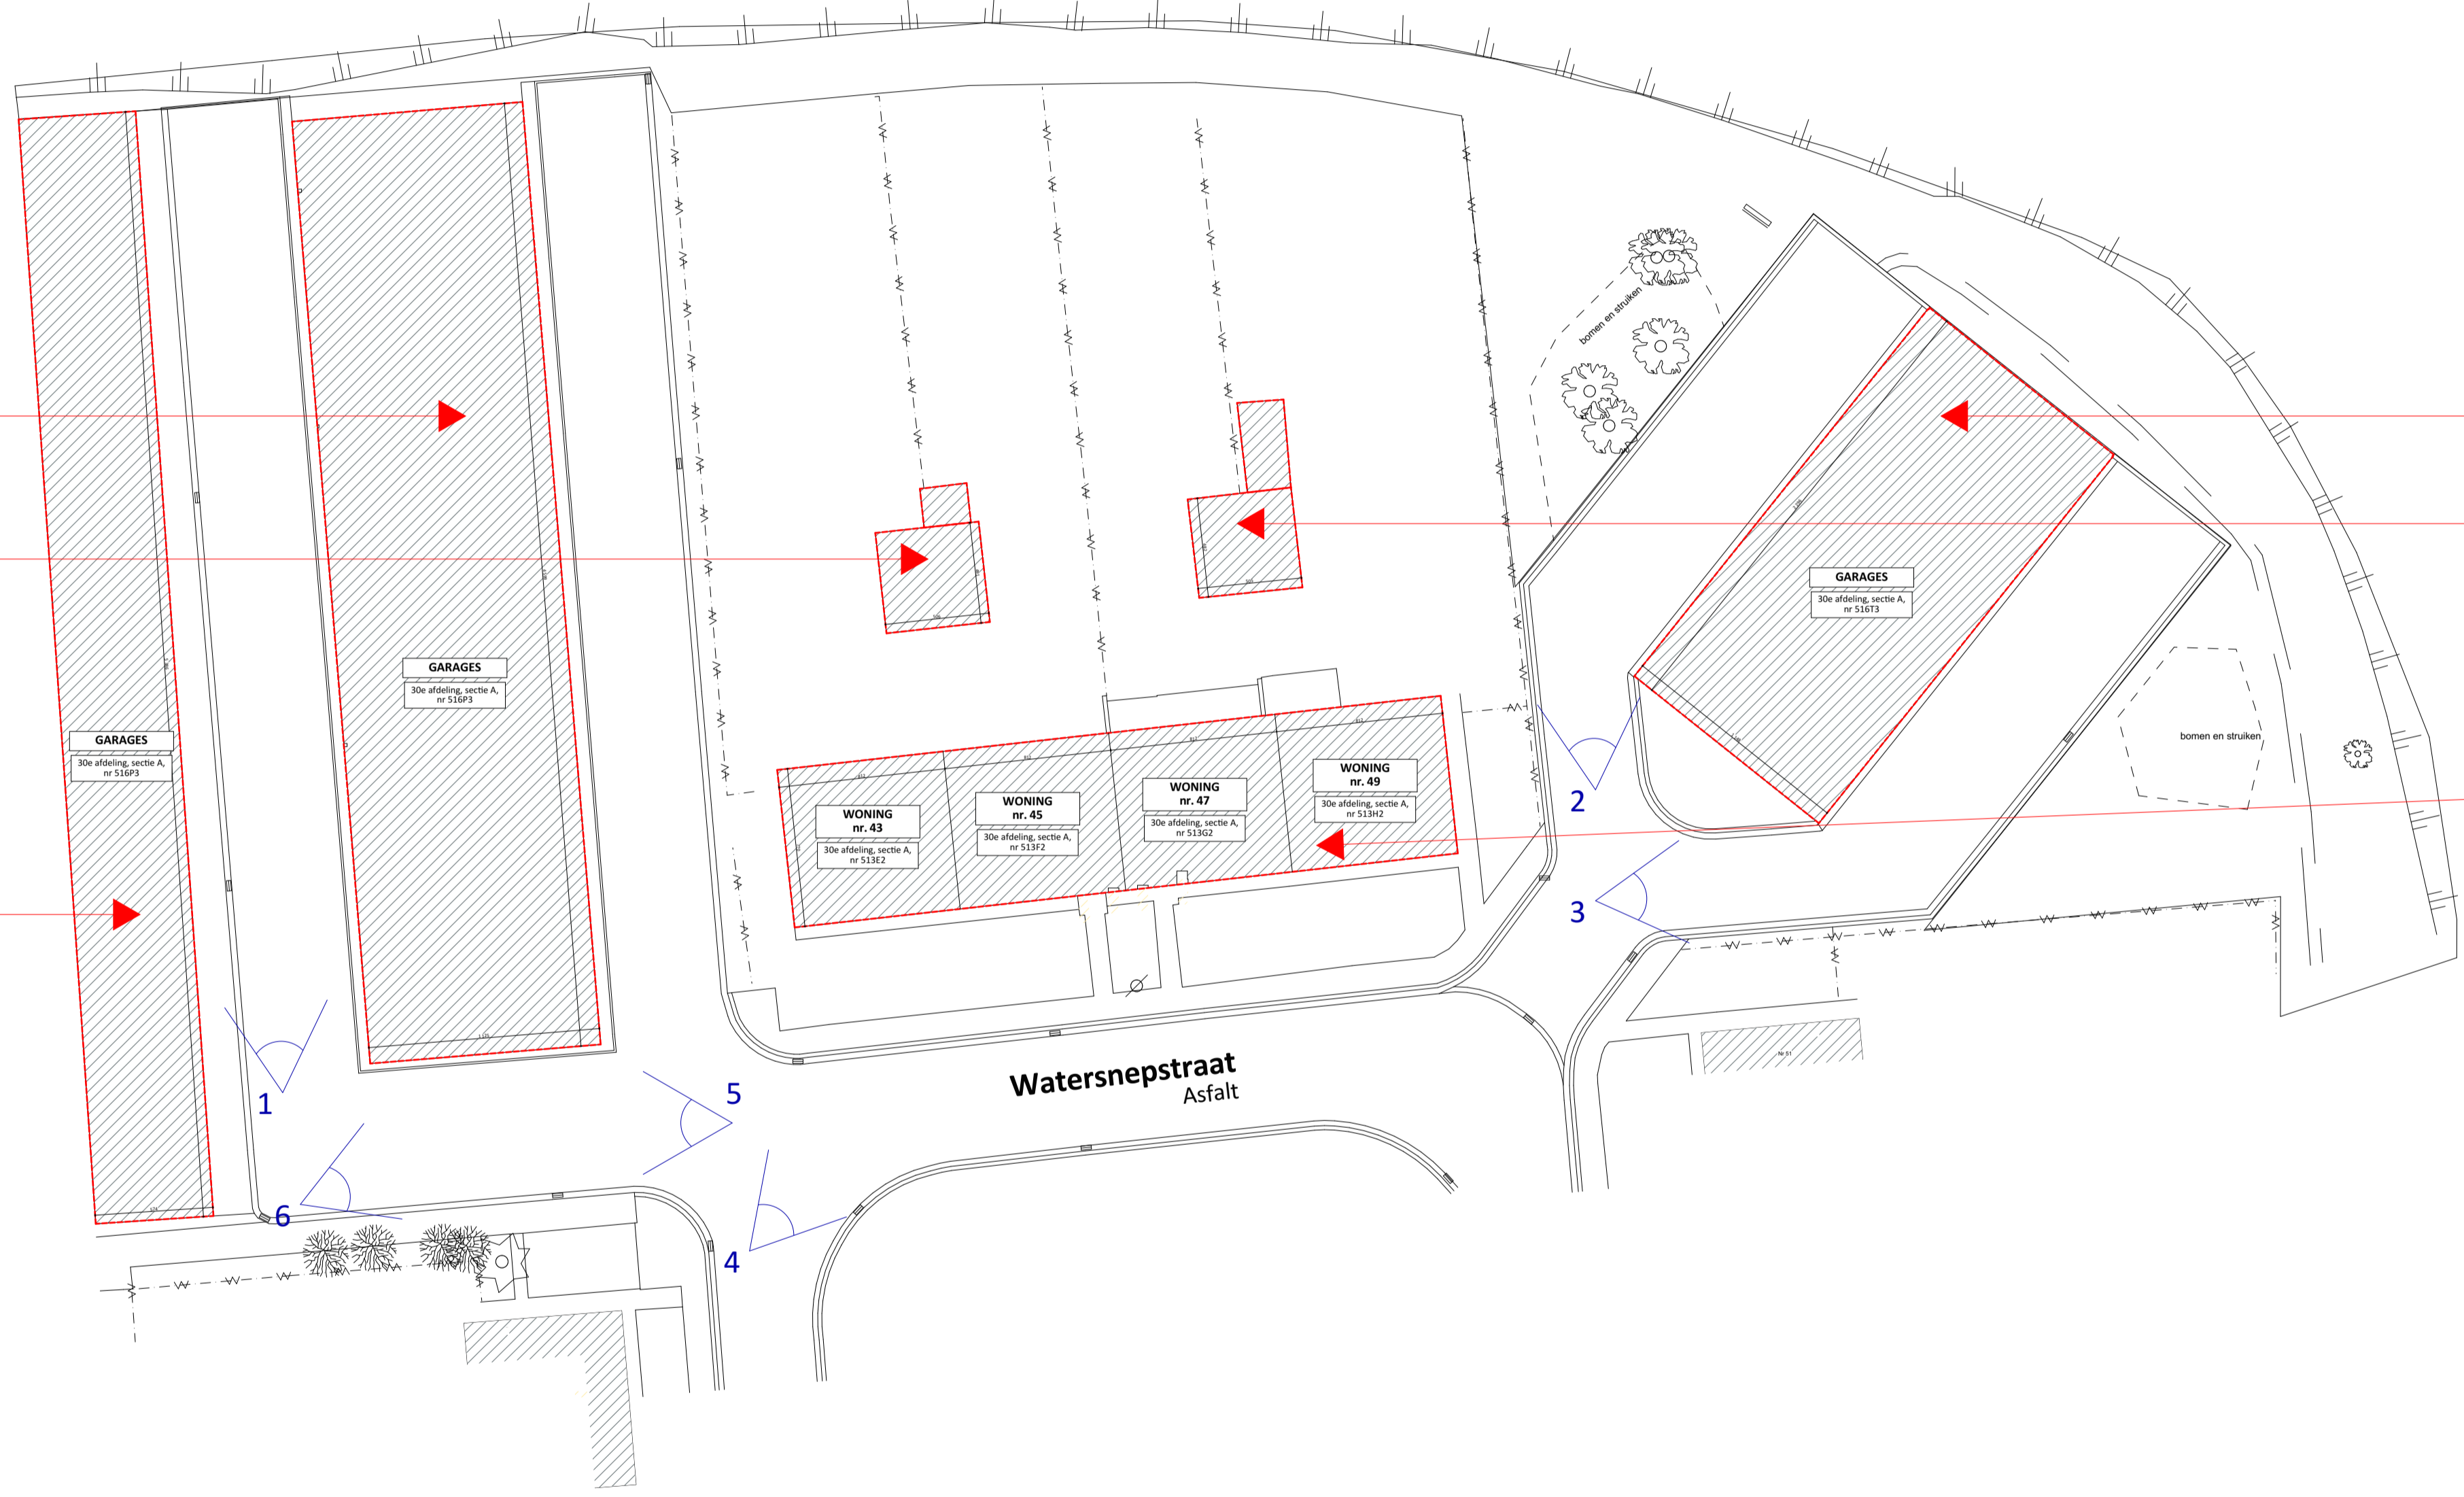 bomen en struiken
GARAGES
30e afdeling, sectie A,
nr 516T3
GARAGES
30e afdeling, sectie A,
nr 516P3
GARAGES
30e afdeling, sectie A,
nr 516P3
bomen en struiken
WONING
nr. 49
30e afdeling, sectie A,
nr 513H2
WONING
nr. 47
30e afdeling, sectie A,
nr 513G2
WONING
nr. 45
30e afdeling, sectie A,
nr 513F2
WONING
nr. 43
30e afdeling, sectie A,
nr 513E2
2
3
1
5
Watersnepstraat
Asfalt
Nr 51
6
4